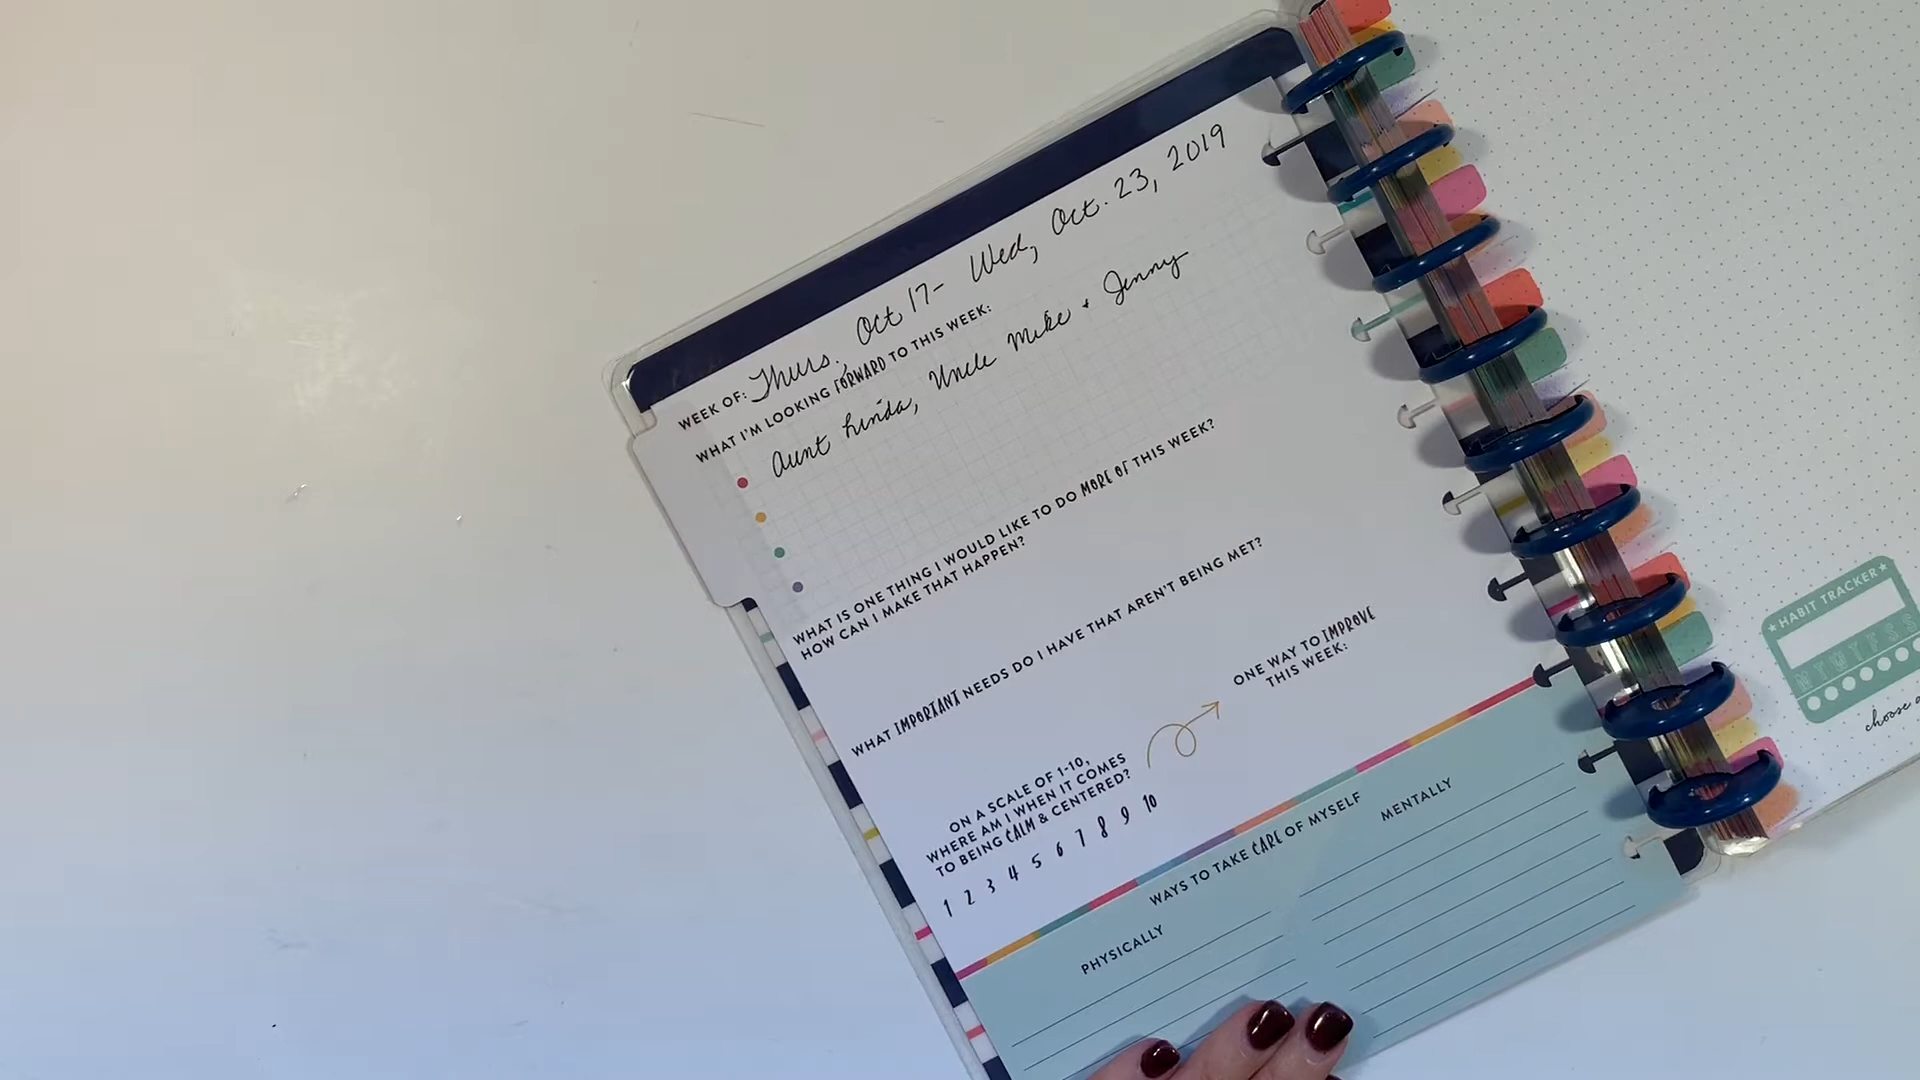 WEEK OF: Thurs, Oct 17- Wed, Oct. 23, 2019
WHAT I'M LOOKING FORWARD TO THIS WEEK:
Aunt Linda, Uncle Mike + Jenny
WHAT IS ONE THING I WOULD LIKE TO DO MORE OF THIS WEEK?
HOW CAN I MAKE THAT HAPPEN?
WHAT IMPORTANT NEEDS DO I HAVE THAT AREN'T BEING MET?
ON A SCALE OF 1-10,
WHERE AM I WHEN IT COMES
TO BEING CALM & CENTERED?
1 2 3 4 5 6 7 8 9 10
ONE WAY TO IMPROVE
THIS WEEK:
WAYS TO TAKE CARE OF MYSELF
PHYSICALLY
MENTALLY
HABIT TRACKER
M T W T F S S
choose